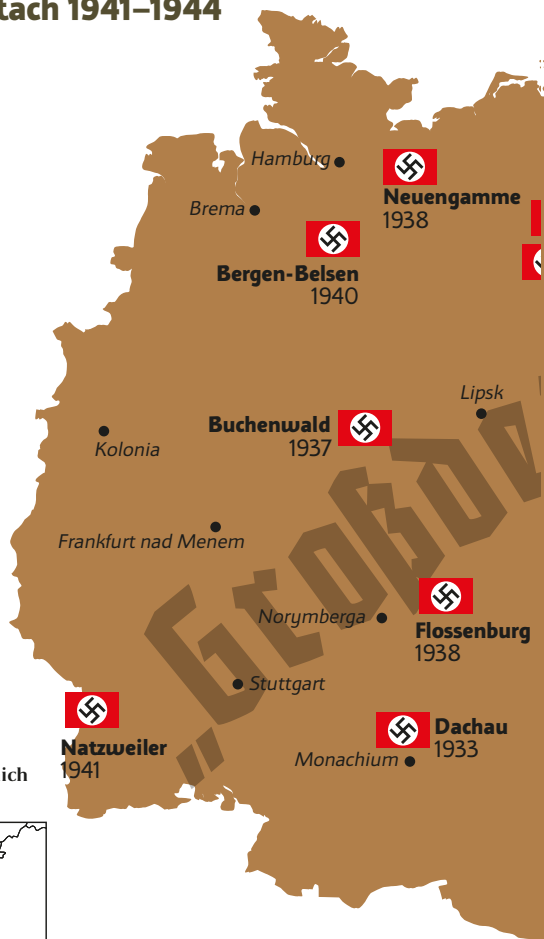 tach 1941–1944
Hamburg
Neuengamme
1938
Brema
Bergen-Belsen
1940
Lipsk
Buchenwald
1937
Kolonia
Frankfurt nad Menem
„Großd
Norymberga
Flossenburg
1938
Stuttgart
Natzweiler
1941
Dachau
1933
Monachium
ich